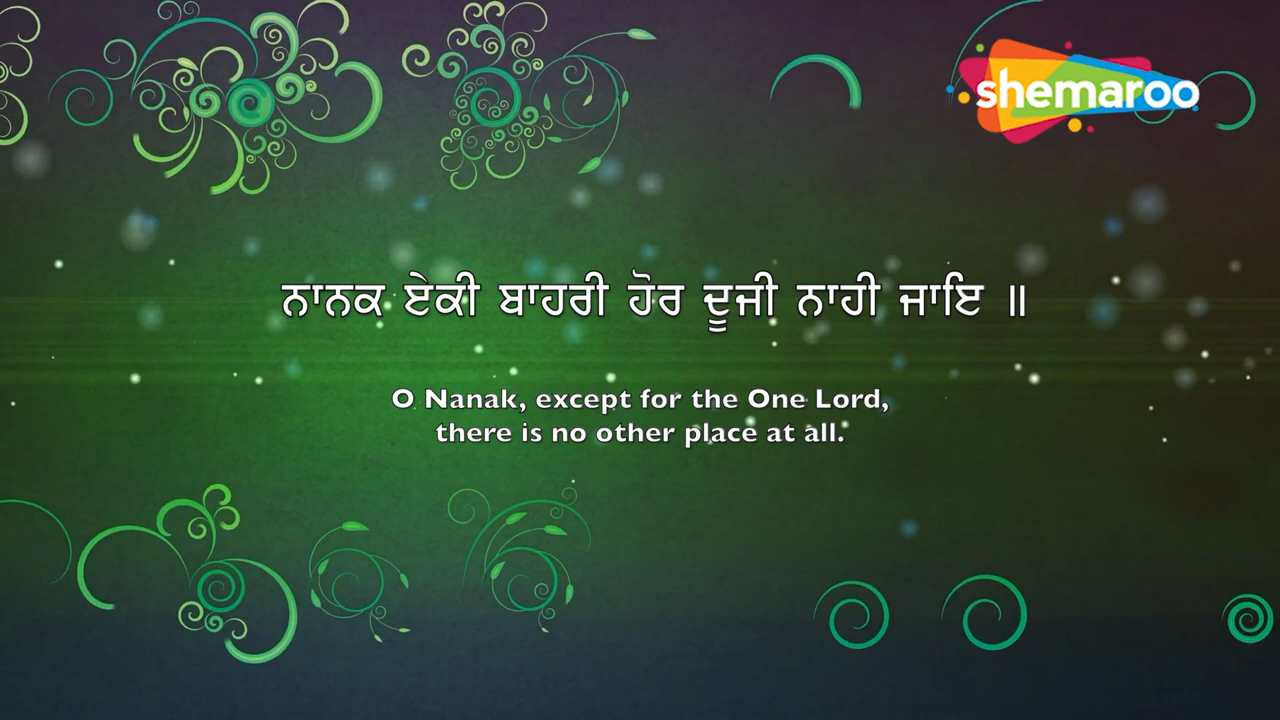 shemaroo
ਨਾਨਕ ਏਕੀ ਬਾਹਰੀ ਹੋਰ ਦੂਜੀ ਨਾਹੀ ਜਾਇ ॥
O Nanak, except for the One Lord,
there is no other place at all.